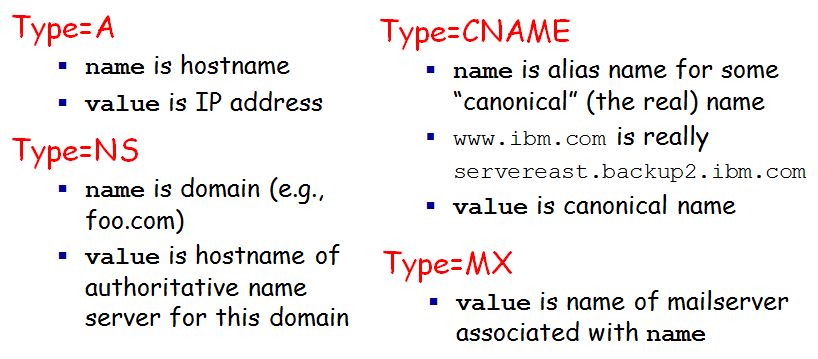 Type=A
▪ name is hostname
▪ value is IP address
Type=NS
▪ name is domain (e.g.,
foo.com)
▪ value is hostname of
authoritative name
server for this domain
Type=CNAME
▪ name is alias name for some
“canonical” (the real) name
▪ www.ibm.com is really
servereast.backup2.ibm.com
▪ value is canonical name
Type=MX
▪ value is name of mailserver
associated with name